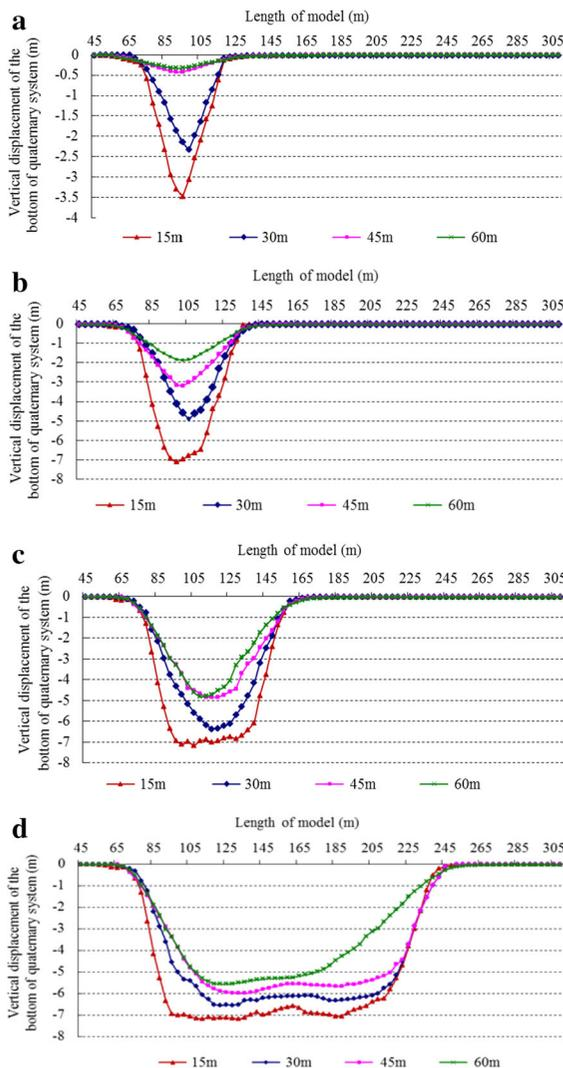 a
Length of model (m)
45 65 85 105 125 145 165 185 205 225 245 265 285 305
Vertical displacement of the
bottom of quaternary system (m)
0
-0.5
-1
-1.5
-2
-2.5
-3
-3.5
-4
15m 30m 45m 60m
b
Length of model (m)
45 65 85 105 125 145 165 185 205 225 245 265 285 305
Vertical displacement of the
bottom of quaternary system (m)
0
-1
-2
-3
-4
-5
-6
-7
-8
15m 30m 45m 60m
c
Length of model (m)
45 65 85 105 125 145 165 185 205 225 245 265 285 305
Vertical displacement of the
bottom of quaternary system (m)
0
-1
-2
-3
-4
-5
-6
-7
-8
15m 30m 45m 60m
d
Length of model (m)
45 65 85 105 125 145 165 185 205 225 245 265 285 305
Vertical displacement of the
bottom of quaternary system (m)
0
-1
-2
-3
-4
-5
-6
-7
-8
15m 30m 45m 60m